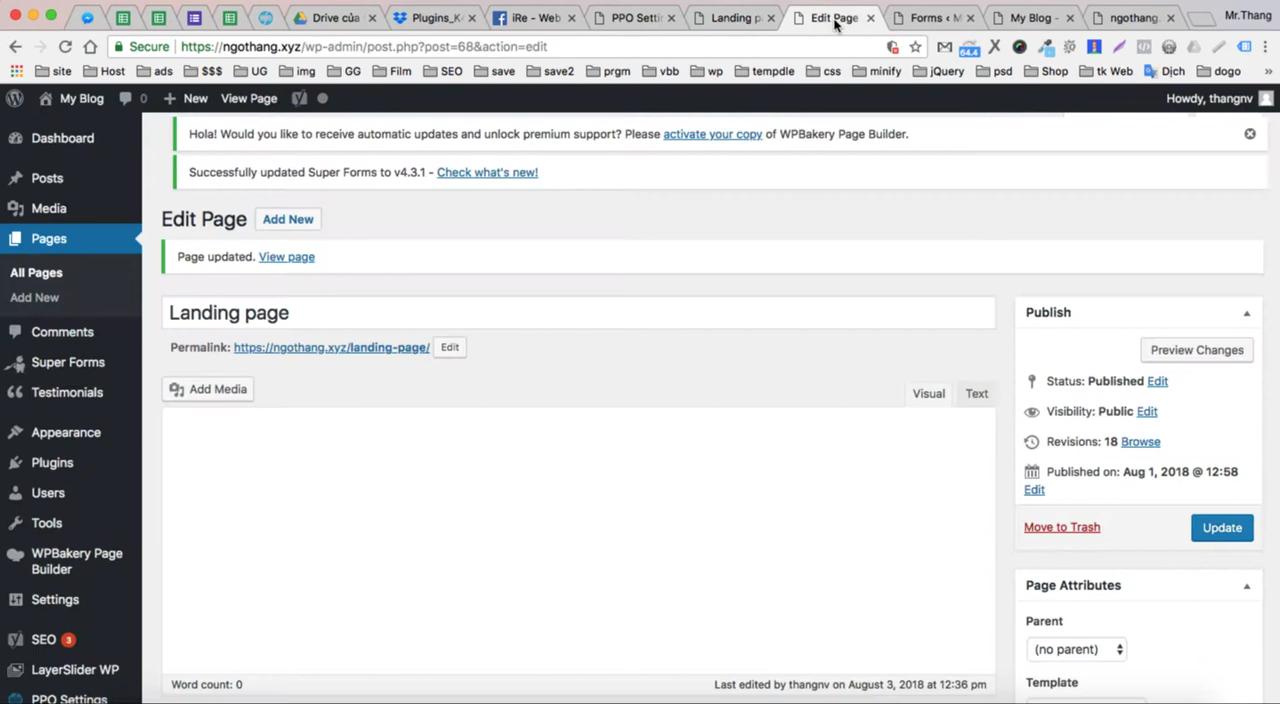 Drive của
Plugins_K
iRe - Web
PPO Setti
Landing p
Edit Page
Forms ‹ M
My Blog -
ngothang.
Mr.Thang
Secure
https://ngothang.xyz/wp-admin/post.php?post=68&action=edit
64.4
site
Host
ads
$$$
UG
img
GG
Film
SEO
save
save2
prgm
vbb
wp
tempdle
css
minify
jQuery
psd
Shop
tk Web
Dịch
dogo
»
My Blog
0
New
View Page
Howdy, thangnv
Dashboard
Posts
Media
Pages
All Pages
Add New
Comments
Super Forms
Testimonials
Appearance
Plugins
Users
Tools
WPBakery Page
Builder
Settings
SEO 3
LayerSlider WP
PPO Settings
Hola! Would you like to receive automatic updates and unlock premium support? Please activate your copy of WPBakery Page Builder.
Successfully updated Super Forms to v4.3.1 - Check what's new!
Edit Page
Add New
Page updated. View page
Landing page
Permalink: https://ngothang.xyz/landing-page/
Edit
Add Media
Visual
Text
Word count: 0
Last edited by thangnv on August 3, 2018 at 12:36 pm
Publish
Preview Changes
Status: Published Edit
Visibility: Public Edit
Revisions: 18 Browse
Published on: Aug 1, 2018 @ 12:58
Edit
Move to Trash
Update
Page Attributes
Parent
(no parent)
Template